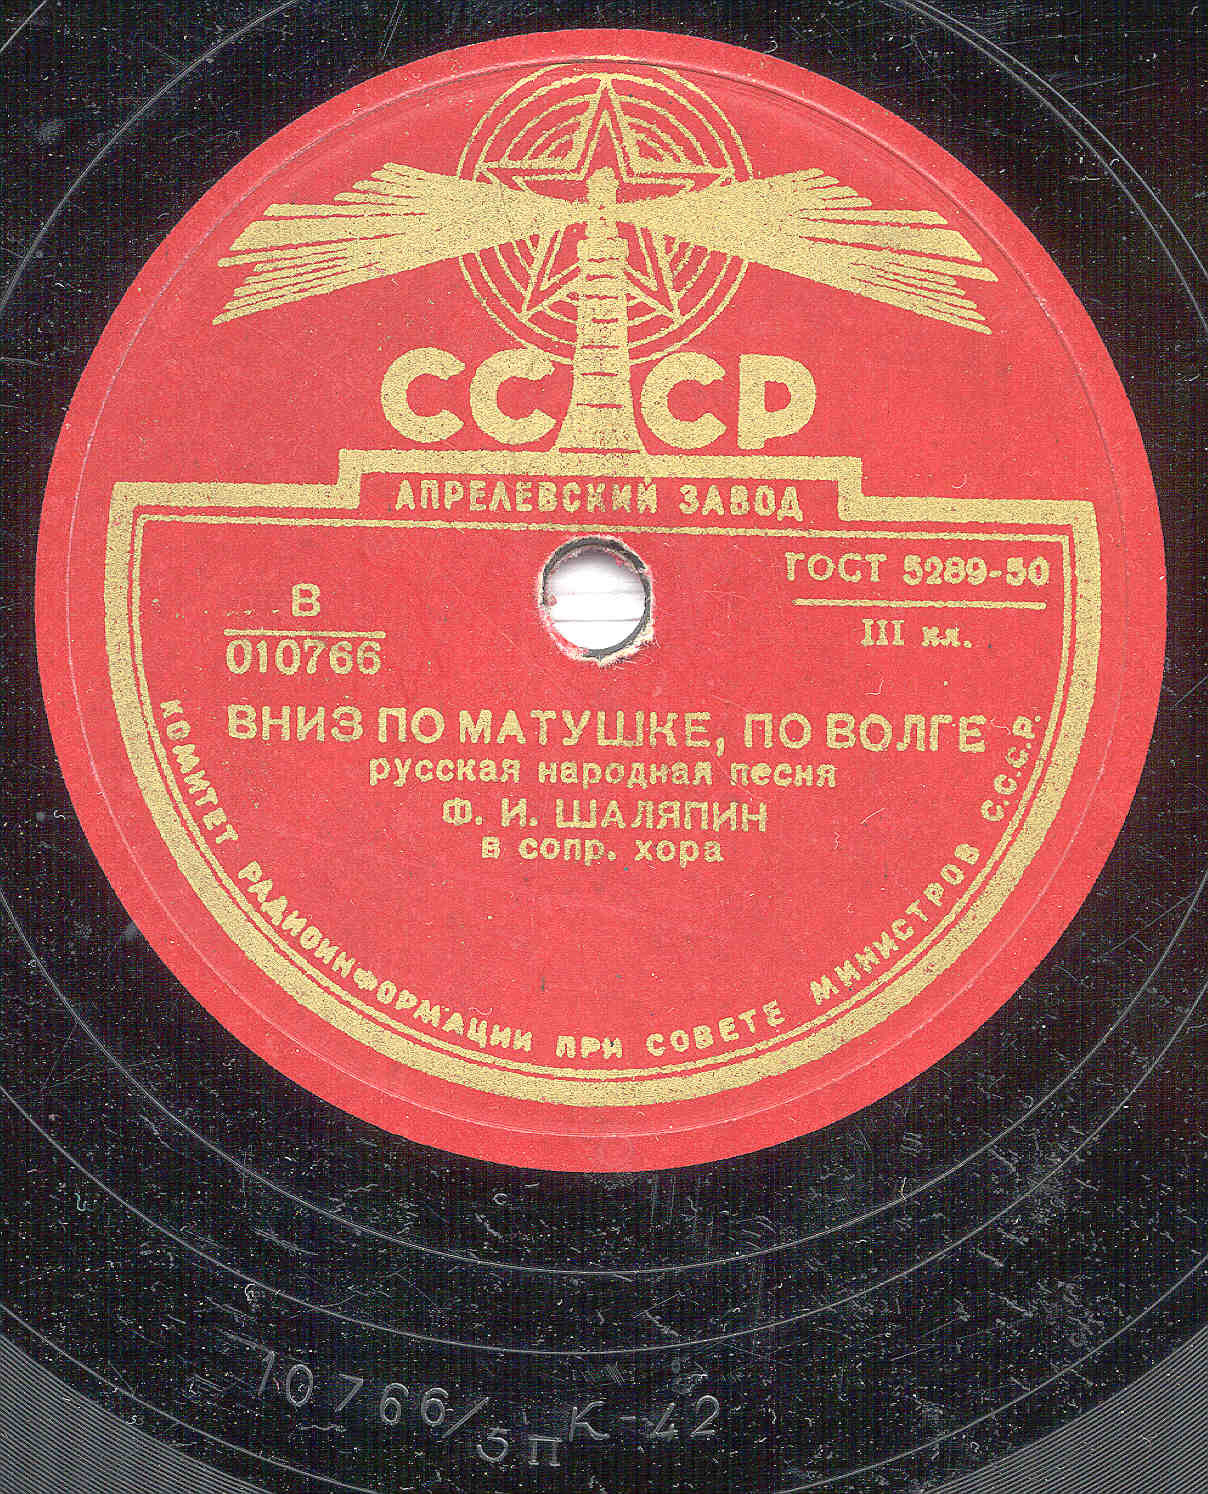 СССР
АПРЕЛЕВСКИЙ ЗАВОД
ГОСТ 5289-50
III кл.
В
010766
ВНИЗ ПО МАТУШКЕ, ПО ВОЛГЕ
русская народная песня
Ф. И. ШАЛЯПИН
в сопр. хора
КОМИТЕТ РАДИОИНФОРМАЦИИ ПРИ СОВЕТЕ МИНИСТРОВ С.С.С.Р.
10766/5п К-42